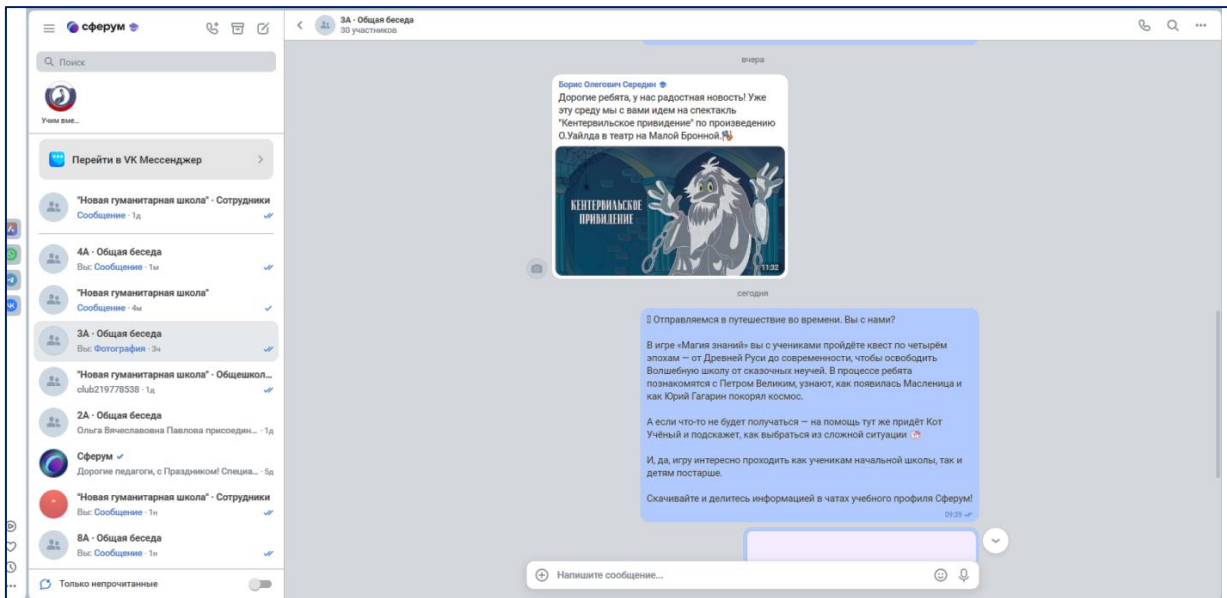 сферум
Поиск
Учим вме...
Перейти в VK Мессенджер
"Новая гуманитарная школа" - Сотрудники
Сообщение · 1д
4А - Общая беседа
Вы: Сообщение · 1м
"Новая гуманитарная школа"
Сообщение · 4м
3А - Общая беседа
Вы: Фотография · 3ч
"Новая гуманитарная школа" - Общешкол...
club219778538 · 1д
2А - Общая беседа
Ольга Вячеславовна Павлова присоедин... · 1д
Сферум
Дорогие педагоги, с Праздником! Специа... · 5д
"Новая гуманитарная школа" - Сотрудники
Вы: Сообщение · 1н
8А - Общая беседа
Вы: Сообщение · 1н
Только непрочитанные
3А - Общая беседа
30 участников
вчера
Борис Олегович Середин
Дорогие ребята, у нас радостная новость! Уже
эту среду мы с вами идем на спектакль
"Кентервильское привидение" по произведению
О.Уайлда в театр на Малой Бронной.
КЕНТЕРВИЛЬСКОЕ
ПРИВИДЕНИЕ
11:32
сегодня
Отправляемся в путешествие во времени. Вы с нами?
В игре «Магия знаний» вы с учениками пройдёте квест по четырём
эпохам — от Древней Руси до современности, чтобы освободить
Волшебную школу от сказочных неучей. В процессе ребята
познакомятся с Петром Великим, узнают, как появилась Масленица и
как Юрий Гагарин покорял космос.
А если что-то не будет получаться — на помощь тут же придёт Кот
Учёный и подскажет, как выбраться из сложной ситуации
И, да, игру интересно проходить как ученикам начальной школы, так и
детям постарше.
Скачивайте и делитесь информацией в чатах учебного профиля Сферум!
09:39
Напишите сообщение...